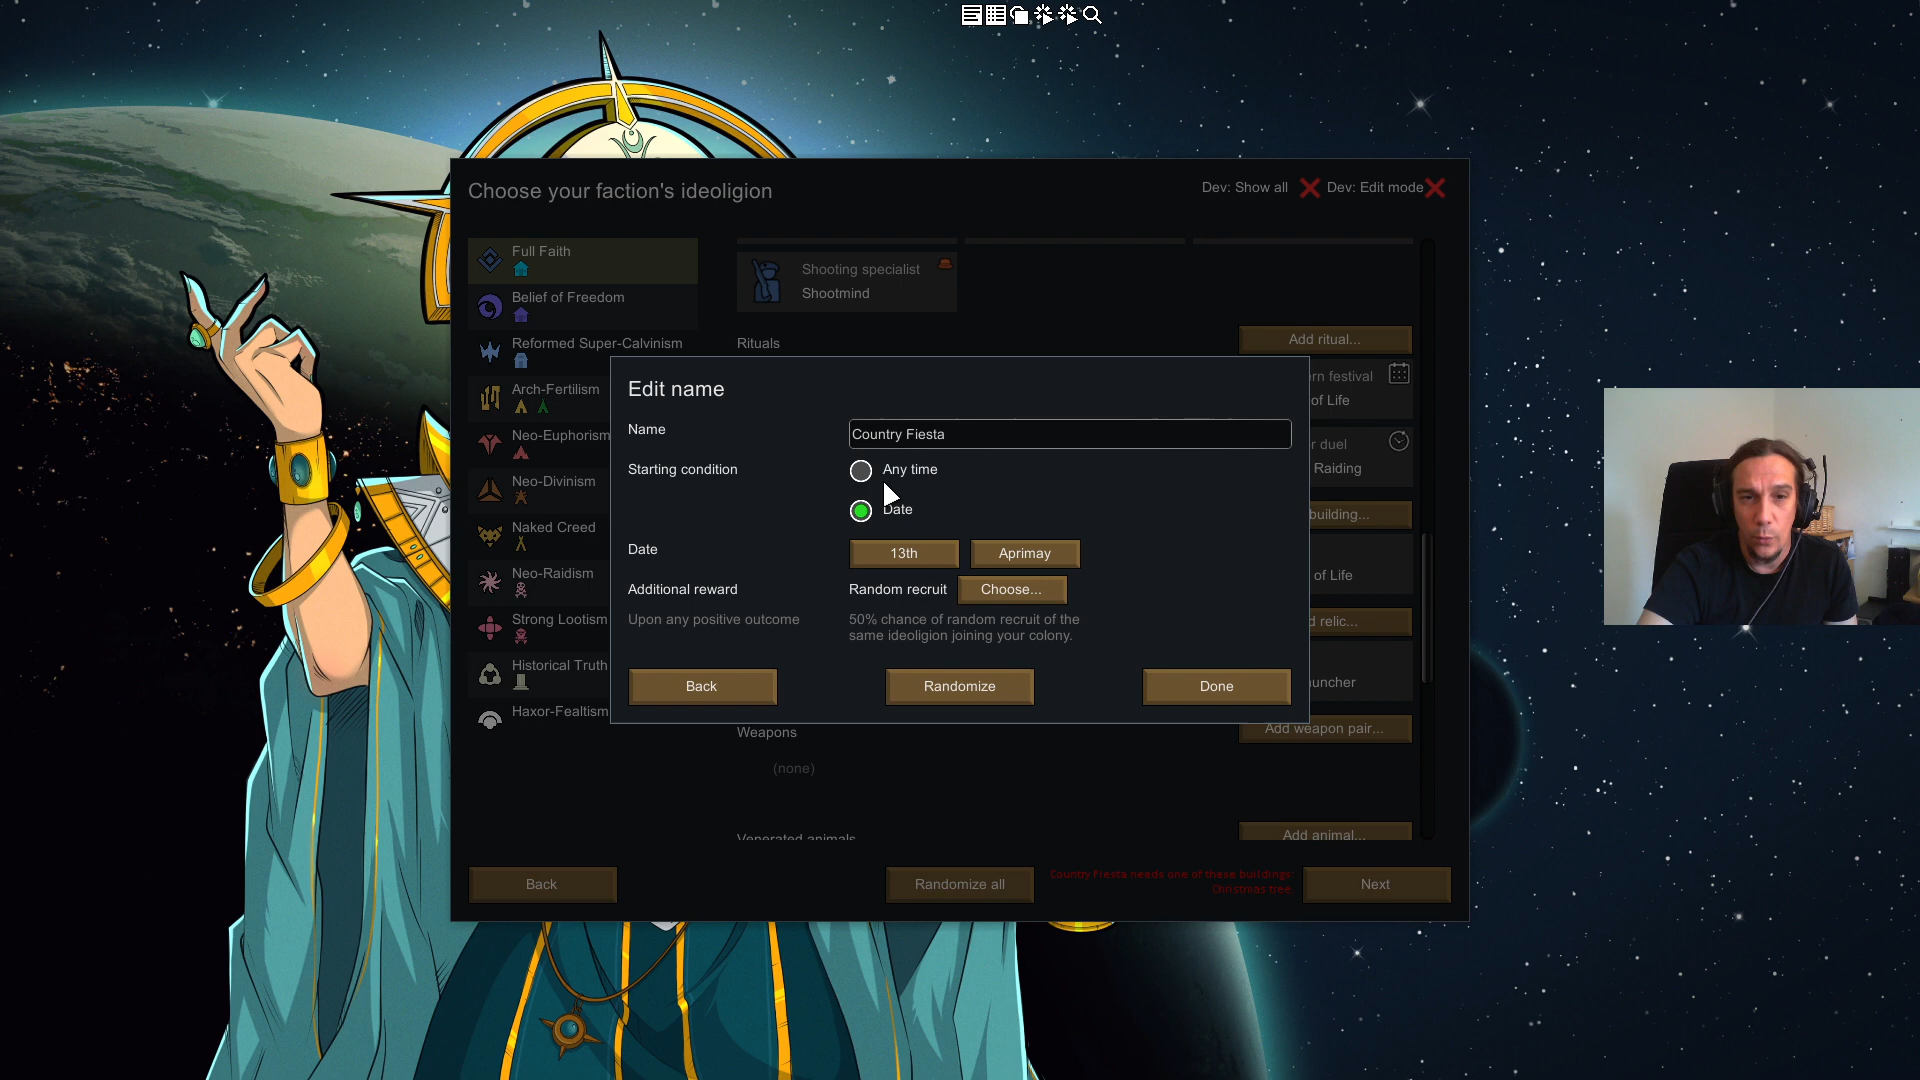 Choose your faction's ideoligion
Dev: Show all
Dev: Edit mode
Full Faith
Belief of Freedom
Reformed Super-Calvinism
Arch-Fertilism
Neo-Euphorism
Neo-Divinism
Naked Creed
Neo-Raidism
Strong Lootism
Historical Truth
Haxor-Fealtism
Shooting specialist
Shootmind
Rituals
Add ritual...
rn festival
of Life
r duel
Raiding
building...
of Life
relic...
uncher
Edit name
Name
Country Fiesta
Starting condition
Any time
Date
Date
13th
Aprimay
Additional reward
Random recruit
Choose...
Upon any positive outcome
50% chance of random recruit of the
same ideoligion joining your colony.
Back
Randomize
Done
Weapons
Add weapon pair...
(none)
Venerated animals
Add animal...
Back
Randomize all
Country Fiesta needs one of these buildings:
Christmas tree.
Next